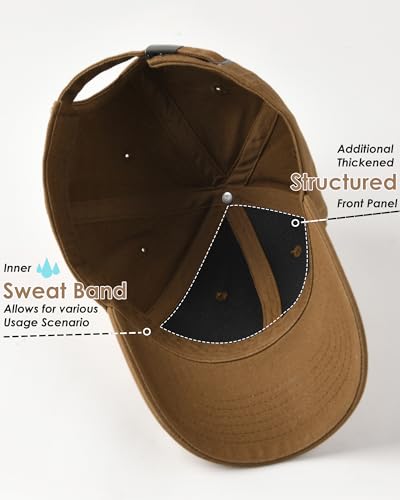 Additional
Thickened
Structured
Front Panel
Inner
Sweat Band
Allows for various
Usage Scenario